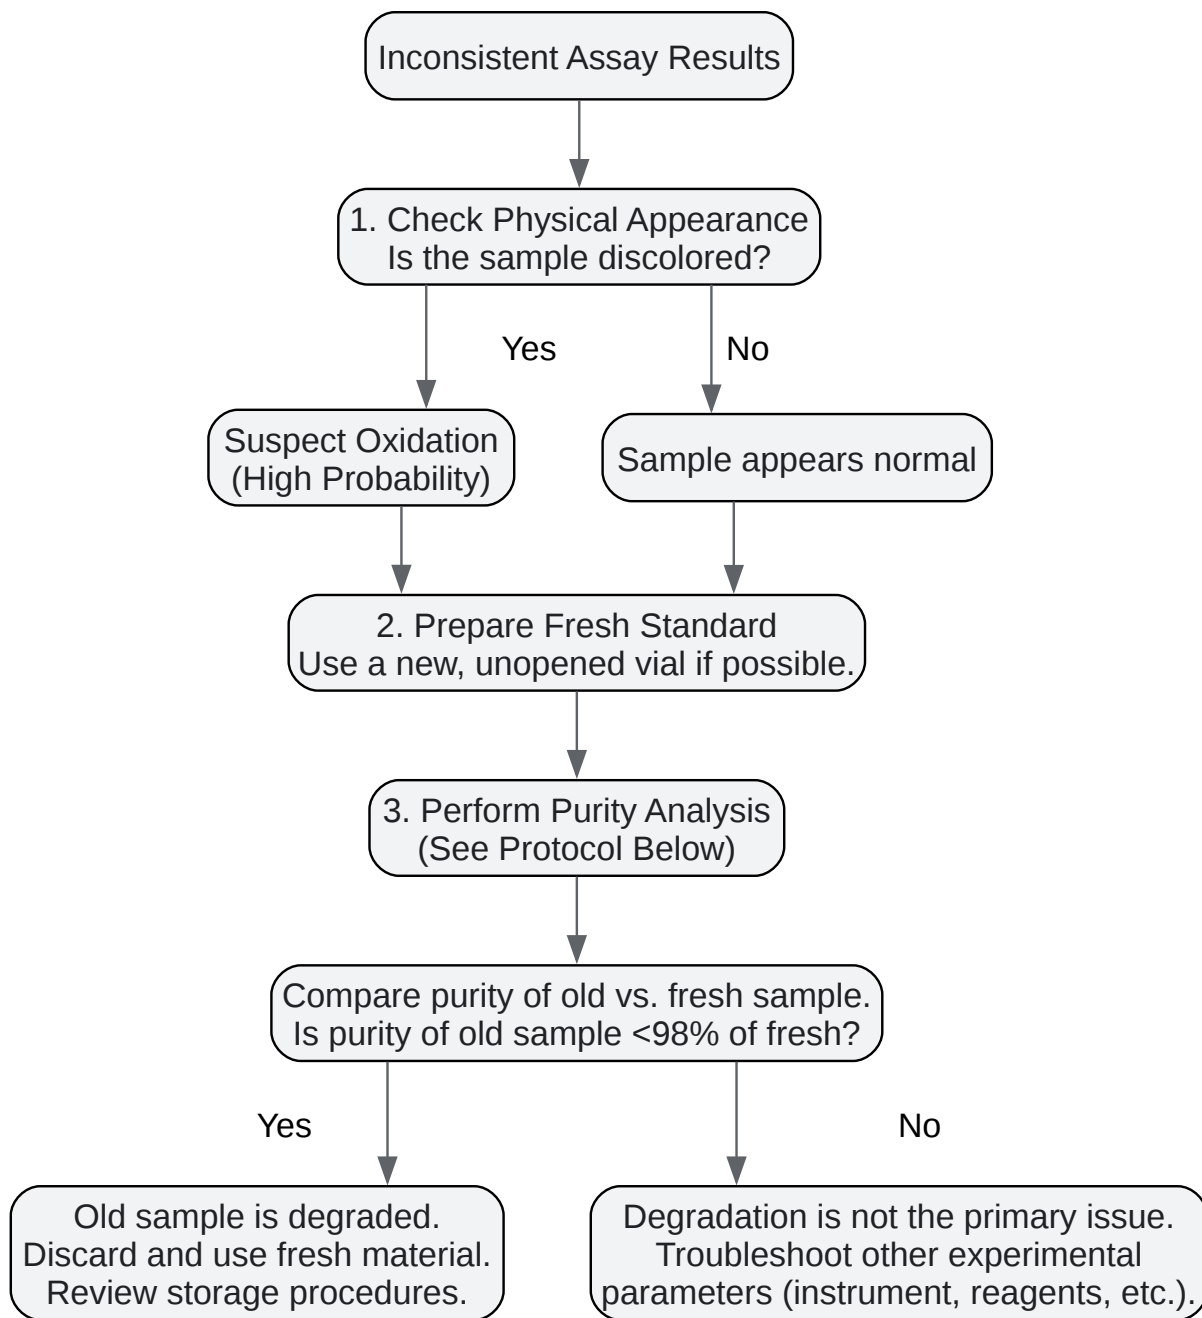 Inconsistent Assay Results
1. Check Physical Appearance
Is the sample discolored?
Yes
No
Suspect Oxidation
(High Probability)
Sample appears normal
2. Prepare Fresh Standard
Use a new, unopened vial if possible.
3. Perform Purity Analysis
(See Protocol Below)
Compare purity of old vs. fresh sample.
Is purity of old sample <98% of fresh?
Yes
No
Old sample is degraded.
Discard and use fresh material.
Review storage procedures.
Degradation is not the primary issue.
Troubleshoot other experimental
parameters (instrument, reagents, etc.).